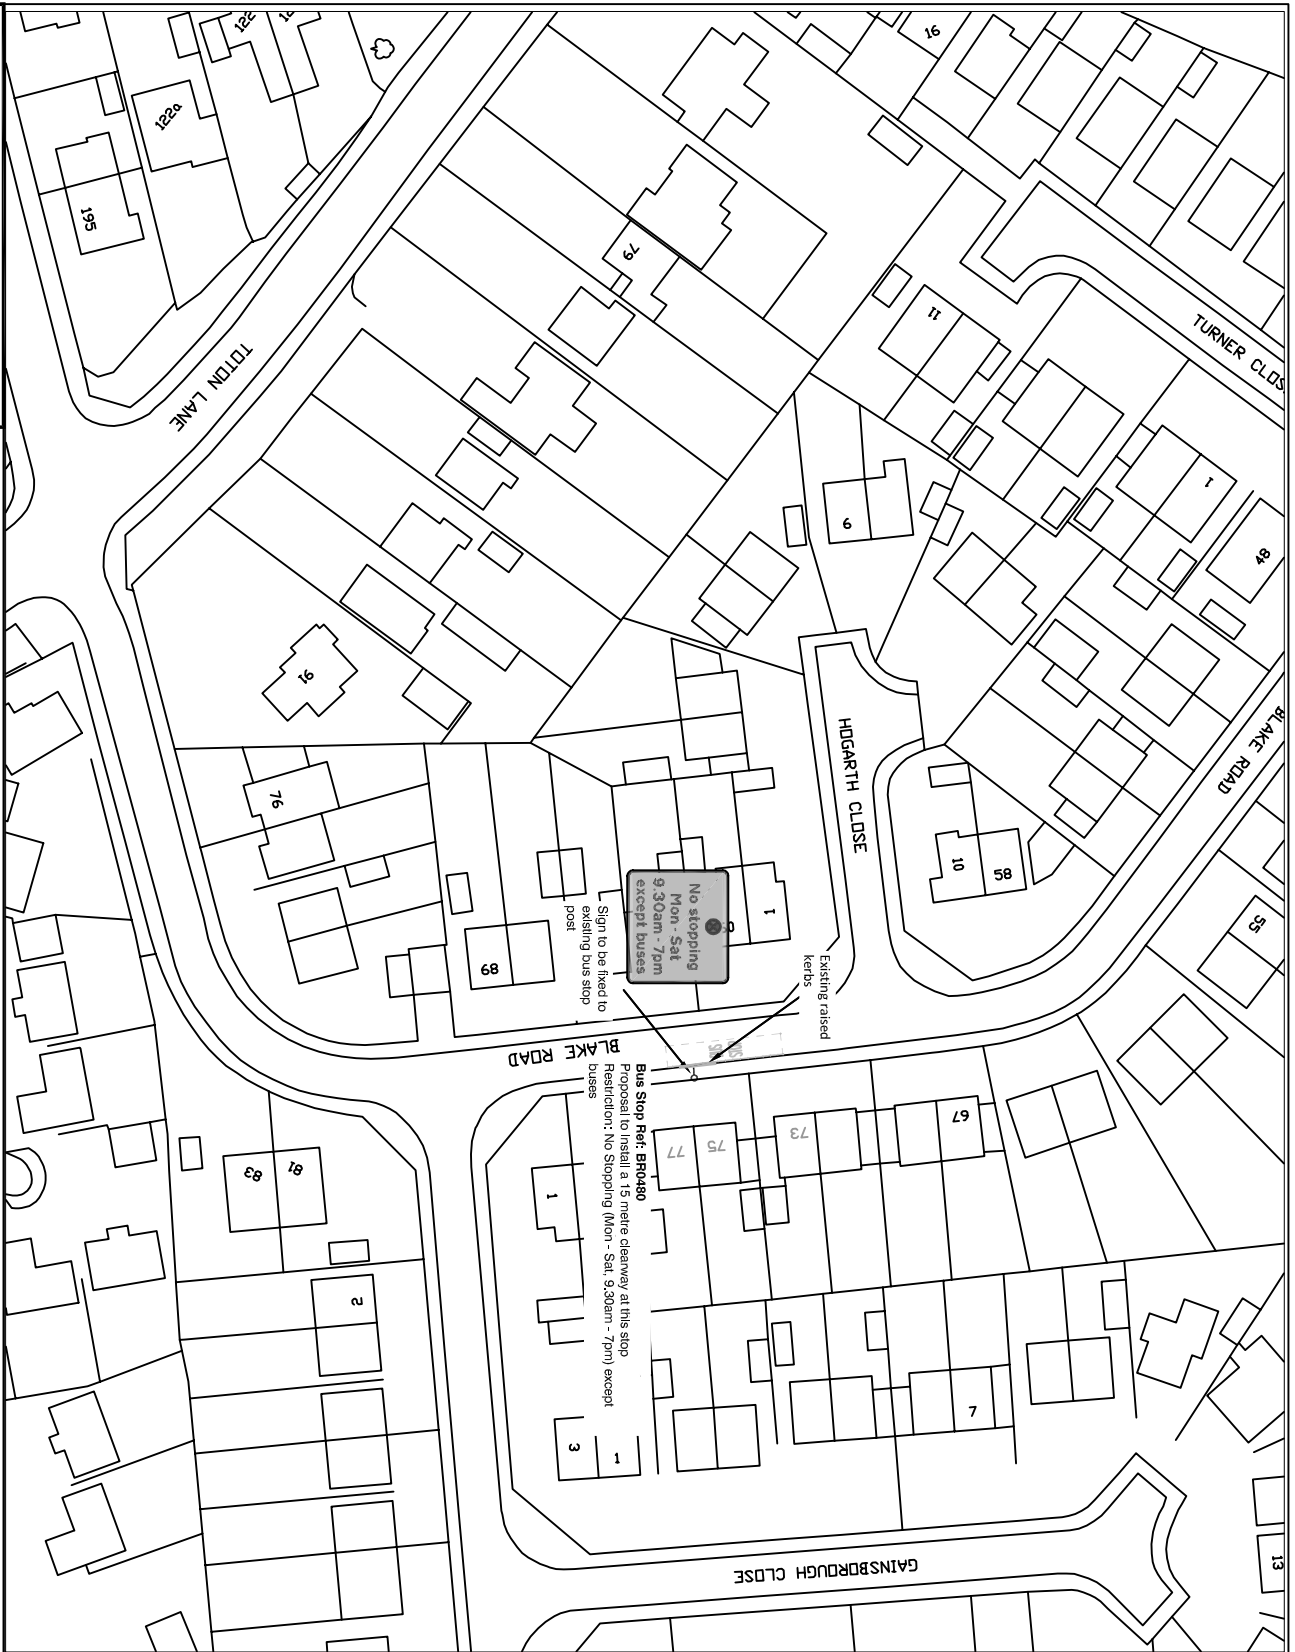 16
122
12
122a
195
TOTON LANE
79
11
TURNER CLOS
1
48
6
BLAKE ROAD
HOGARTH CLOSE
91
76
10
58
55
1
68
No stopping
Mon - Sat
9.30am - 7pm
except buses
Sign to be fixed to
existing bus stop
post
Existing raised
kerbs
BLAKE ROAD
BUS
Bus Stop Ref: BR0480
Proposal to install a 15 metre clearway at this stop
Restriction: No Stopping (Mon - Sat, 9.30am - 7pm) except
buses
67
73
75
77
1
81
83
2
7
3
1
GAINSBOROUGH CLOSE
13